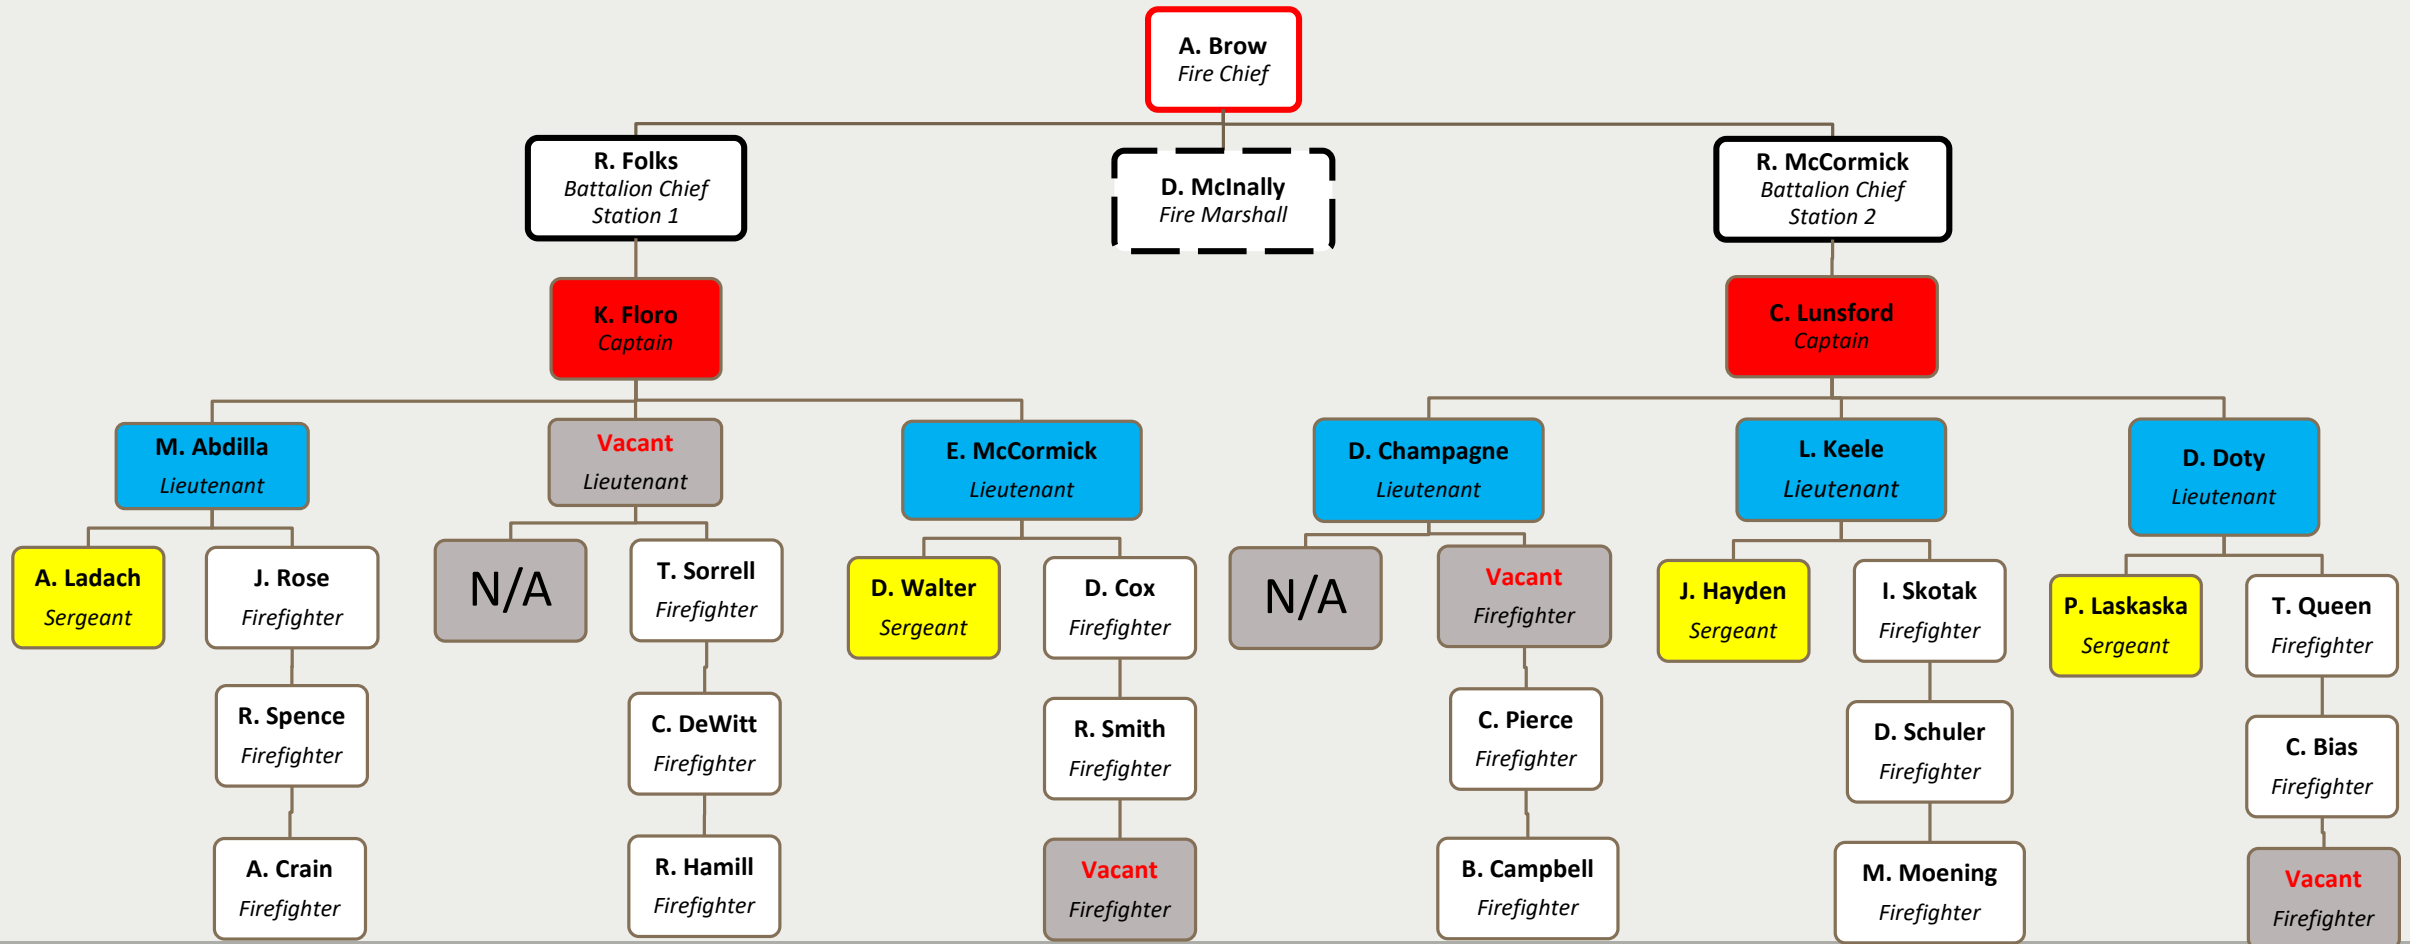 A. Brow
Fire Chief
R. Folks
Battalion Chief
Station 1
D. McInally
Fire Marshall
R. McCormick
Battalion Chief
Station 2
K. Floro
Captain
C. Lunsford
Captain
M. Abdilla
Lieutenant
Vacant
Lieutenant
E. McCormick
Lieutenant
D. Champagne
Lieutenant
L. Keele
Lieutenant
D. Doty
Lieutenant
A. Ladach
Sergeant
J. Rose
Firefighter
N/A
T. Sorrell
Firefighter
D. Walter
Sergeant
D. Cox
Firefighter
N/A
Vacant
Firefighter
J. Hayden
Sergeant
I. Skotak
Firefighter
P. Laskaska
Sergeant
T. Queen
Firefighter
R. Spence
Firefighter
C. DeWitt
Firefighter
R. Smith
Firefighter
C. Pierce
Firefighter
D. Schuler
Firefighter
C. Bias
Firefighter
A. Crain
Firefighter
R. Hamill
Firefighter
Vacant
Firefighter
B. Campbell
Firefighter
M. Moening
Firefighter
Vacant
Firefighter